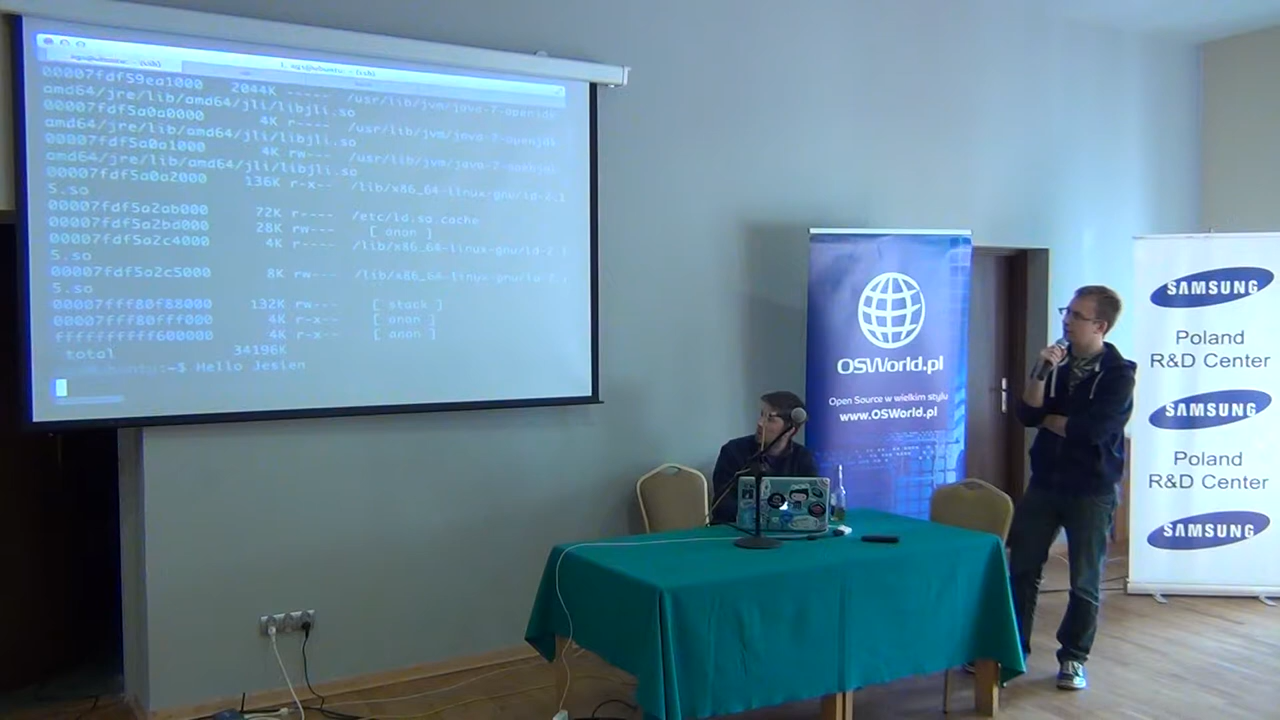 00007fdf59ea1000 2044K ----- /usr/lib/jvm/java-7-openjdk
amd64/jre/lib/amd64/jli/libjli.so
00007fdf5a0a0000 4K r---- /usr/lib/jvm/java-7-openjdk
amd64/jre/lib/amd64/jli/libjli.so
00007fdf5a0a1000 4K rw--- /usr/lib/jvm/java-7-openjdk
amd64/jre/lib/amd64/jli/libjli.so
00007fdf5a0a2000 136K r-x-- /lib/x86_64-linux-gnu/ld-2.1
5.so
00007fdf5a2ab000 72K r---- /etc/ld.so.cache
00007fdf5a2bd000 28K rw--- [ anon ]
00007fdf5a2c4000 4K r---- /lib/x86_64-linux-gnu/ld-2.1
5.so
00007fdf5a2c5000 8K rw--- /lib/x86_64-linux-gnu/ld-2.1
5.so
00007fff80f88000 132K rw--- [ stack ]
00007fff80fff000 4K r-x-- [ anon ]
ffffffffff600000 4K r-x-- [ anon ]
total 34196K
:~$ Hello Jesien
OSWorld.pl
Open Source w wielkim stylu
www.OSWorld.pl
SAMSUNG
Poland
R&D Center
SAMSUNG
Poland
R&D Center
SAMSUNG